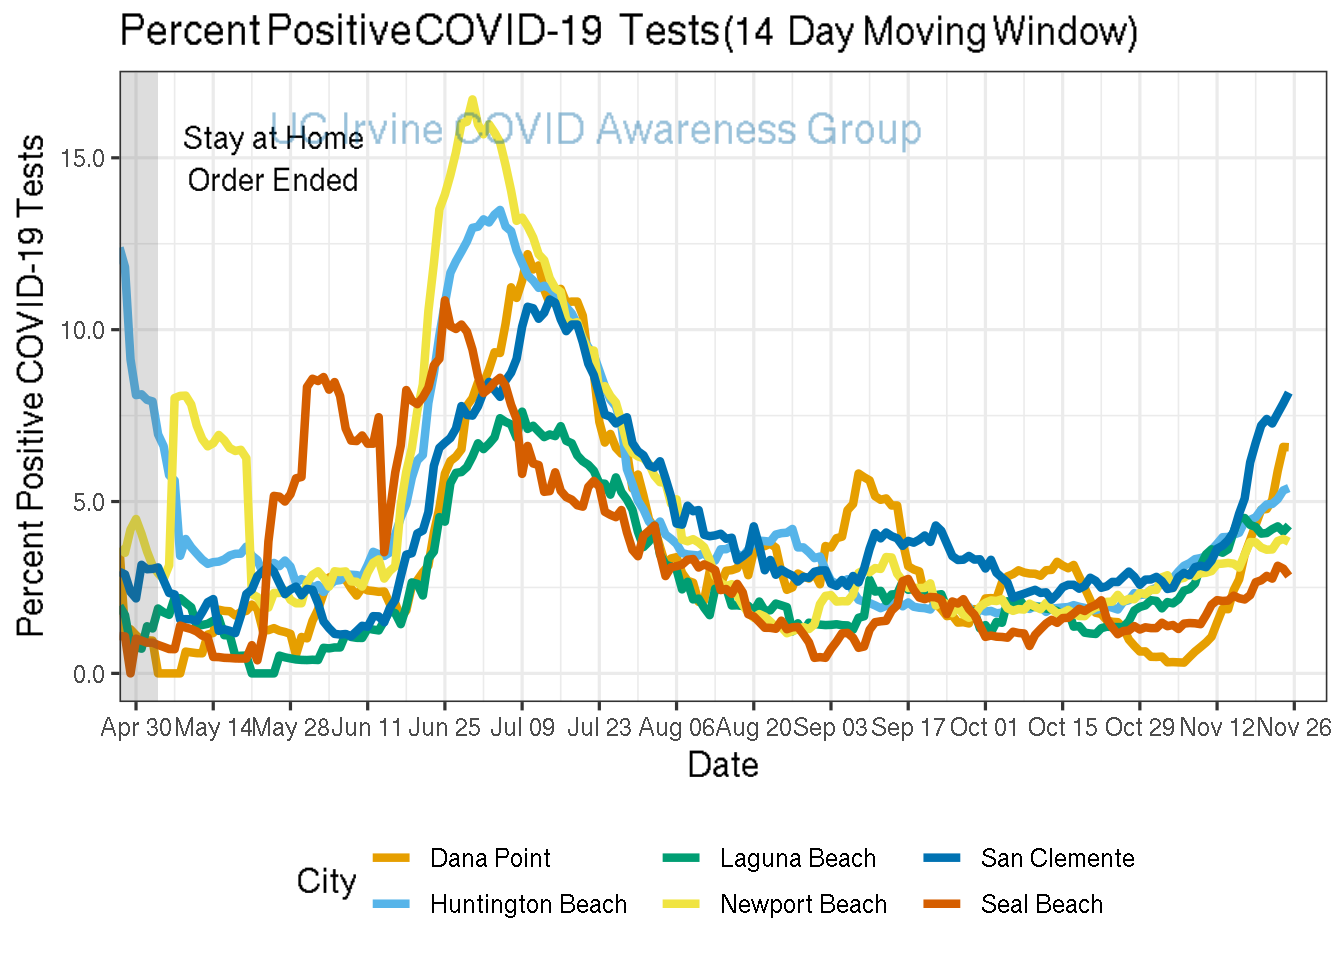 Percent Positive COVID-19 Tests (14 Day Moving Window)
UC Irvine COVID Awareness Group
Stay at Home
Order Ended
Percent Positive COVID-19 Tests
15.0
10.0
5.0
0.0
Apr 30 May 14 May 28 Jun 11 Jun 25 Jul 09 Jul 23 Aug 06 Aug 20 Sep 03 Sep 17 Oct 01 Oct 15 Oct 29 Nov 12 Nov 26
Date
City
Dana Point Laguna Beach San Clemente
Huntington Beach Newport Beach Seal Beach